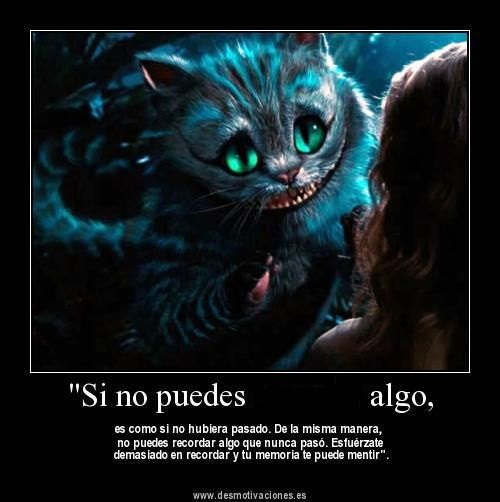 "Si no puedes algo,
es como si no hubiera pasado. De la misma manera,
no puedes recordar algo que nunca pasó. Esfuérzate
demasiado en recordar y tu memoria te puede mentir".
www.desmotivaciones.es